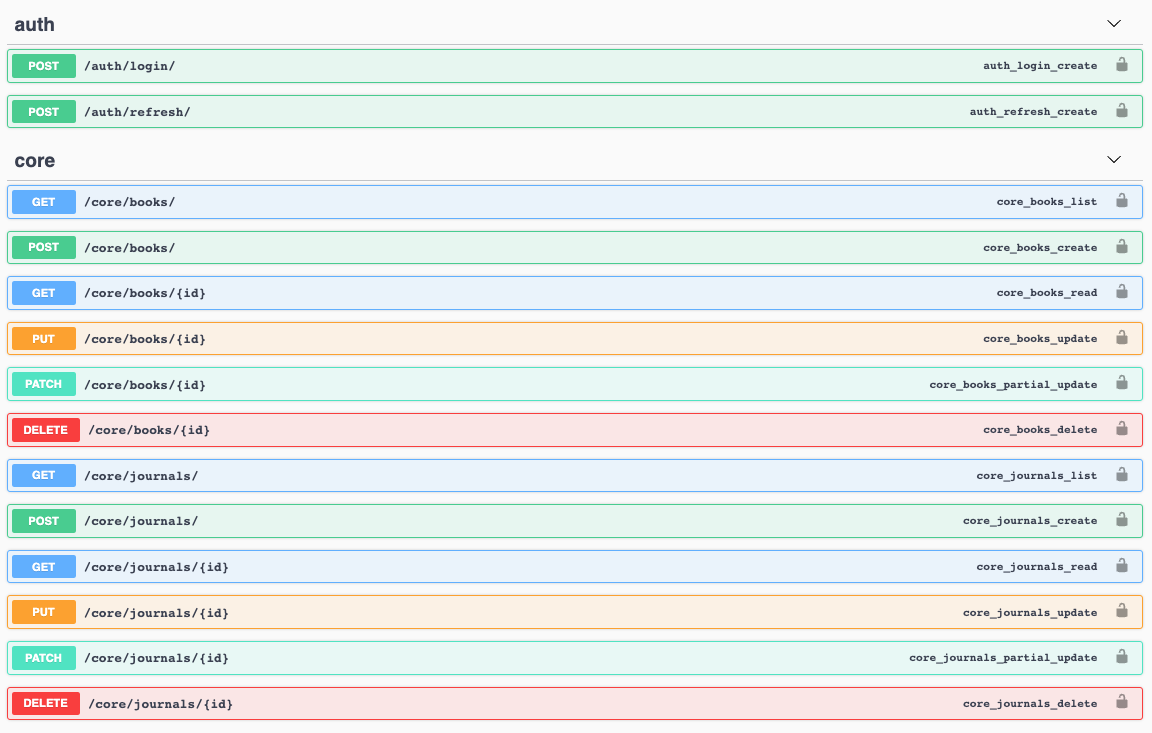 auth
POST /auth/login/ auth_login_create
POST /auth/refresh/ auth_refresh_create
core
GET /core/books/ core_books_list
POST /core/books/ core_books_create
GET /core/books/{id} core_books_read
PUT /core/books/{id} core_books_update
PATCH /core/books/{id} core_books_partial_update
DELETE /core/books/{id} core_books_delete
GET /core/journals/ core_journals_list
POST /core/journals/ core_journals_create
GET /core/journals/{id} core_journals_read
PUT /core/journals/{id} core_journals_update
PATCH /core/journals/{id} core_journals_partial_update
DELETE /core/journals/{id} core_journals_delete